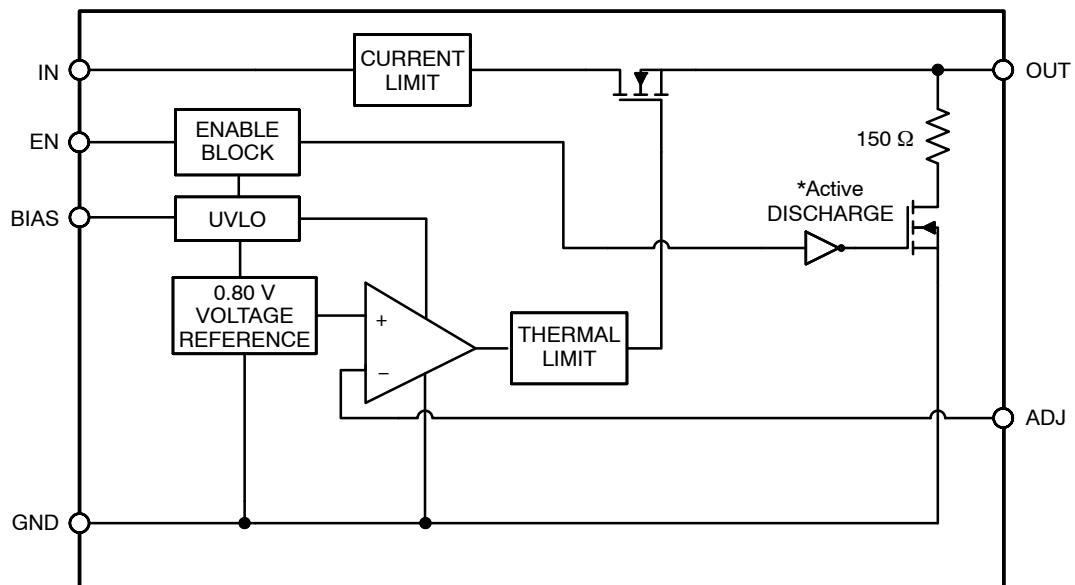 IN
CURRENT
LIMIT
OUT
EN
ENABLE
BLOCK
150 Ω
*Active
DISCHARGE
BIAS
UVLO
0.80 V
VOLTAGE
REFERENCE
+
−
THERMAL
LIMIT
ADJ
GND